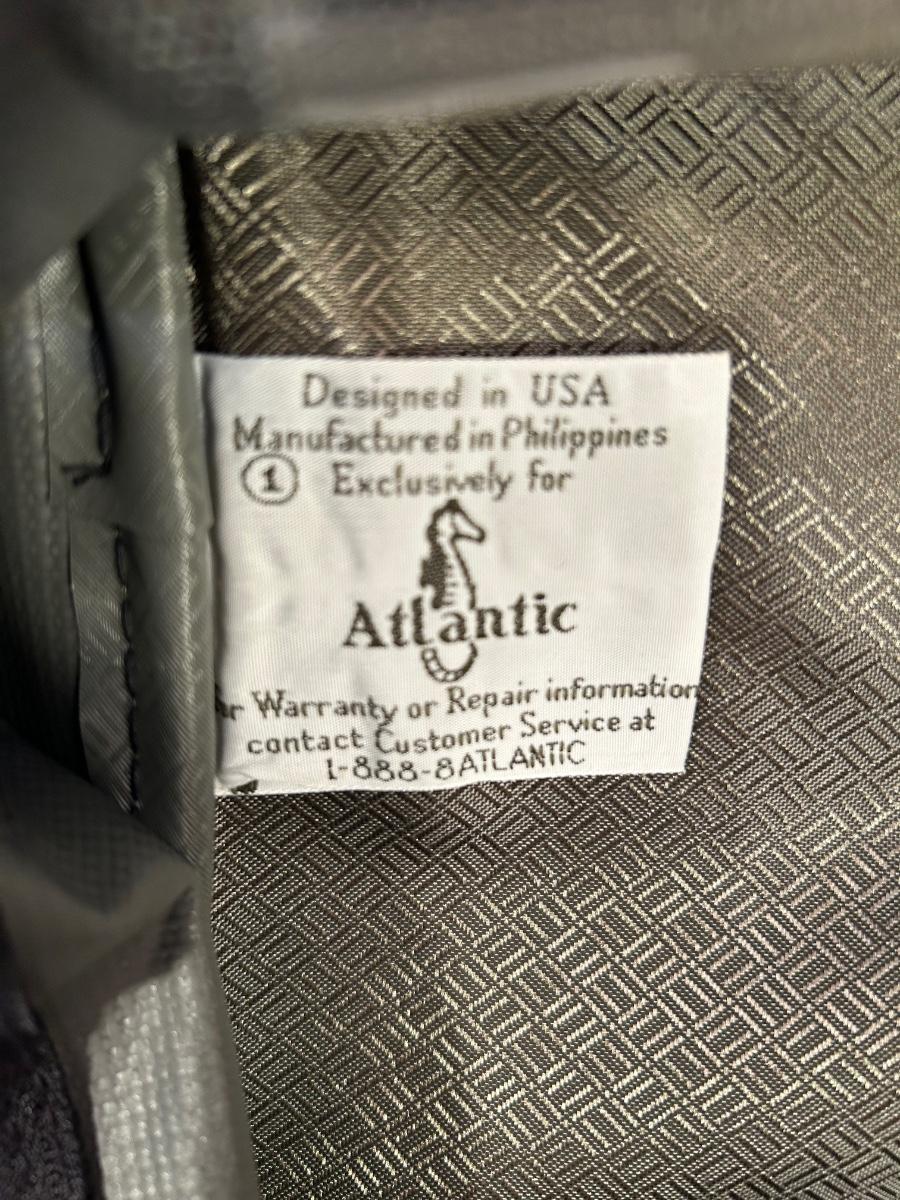 Designed in USA
Manufactured in Philippines
1 Exclusively for
Atlantic
Warranty or Repair information
contact Customer Service at
1-888-8ATLANTIC